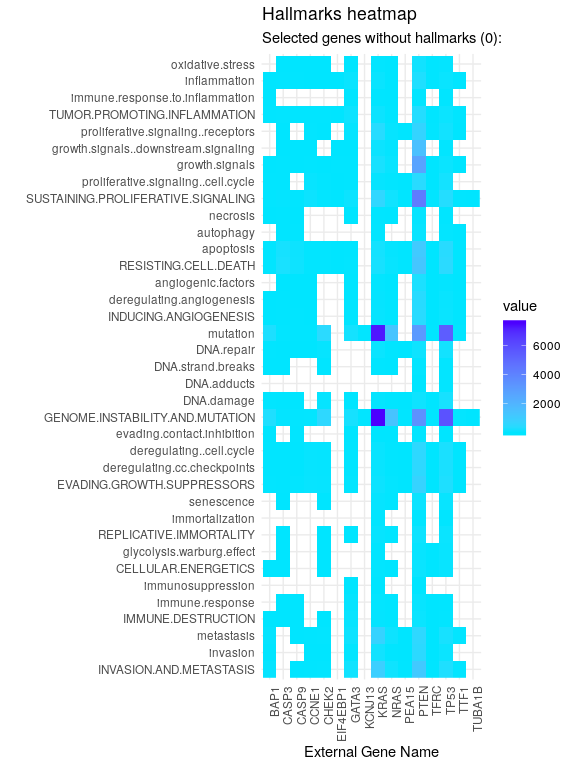 Hallmarks heatmap
Selected genes without hallmarks (0):
oxidative.stress
inflammation
immune.response.to.inflammation
TUMOR.PROMOTING.INFLAMMATION
proliferative.signaling..receptors
growth.signals..downstream.signaling
growth.signals
proliferative.signaling..cell.cycle
SUSTAINING.PROLIFERATIVE.SIGNALING
necrosis
autophagy
apoptosis
RESISTING.CELL.DEATH
angiogenic.factors
deregulating.angiogenesis
INDUCING.ANGIOGENESIS
mutation
DNA.repair
DNA.strand.breaks
DNA.adducts
DNA.damage
GENOME.INSTABILITY.AND.MUTATION
evading.contact.inhibition
deregulating..cell.cycle
deregulating.cc.checkpoints
EVADING.GROWTH.SUPPRESSORS
senescence
immortalization
REPLICATIVE.IMMORTALITY
glycolysis.warburg.effect
CELLULAR.ENERGETICS
immunosuppression
immune.response
IMMUNE.DESTRUCTION
metastasis
invasion
INVASION.AND.METASTASIS
value
6000
4000
2000
BAP1
CASP3
CASP9
CCNE1
CHEK2
EIF4EBP1
GATA3
KCNJ13
KRAS
NRAS
PEA15
PTEN
TFRC
TP53
TTF1
TUBA1B
External Gene Name